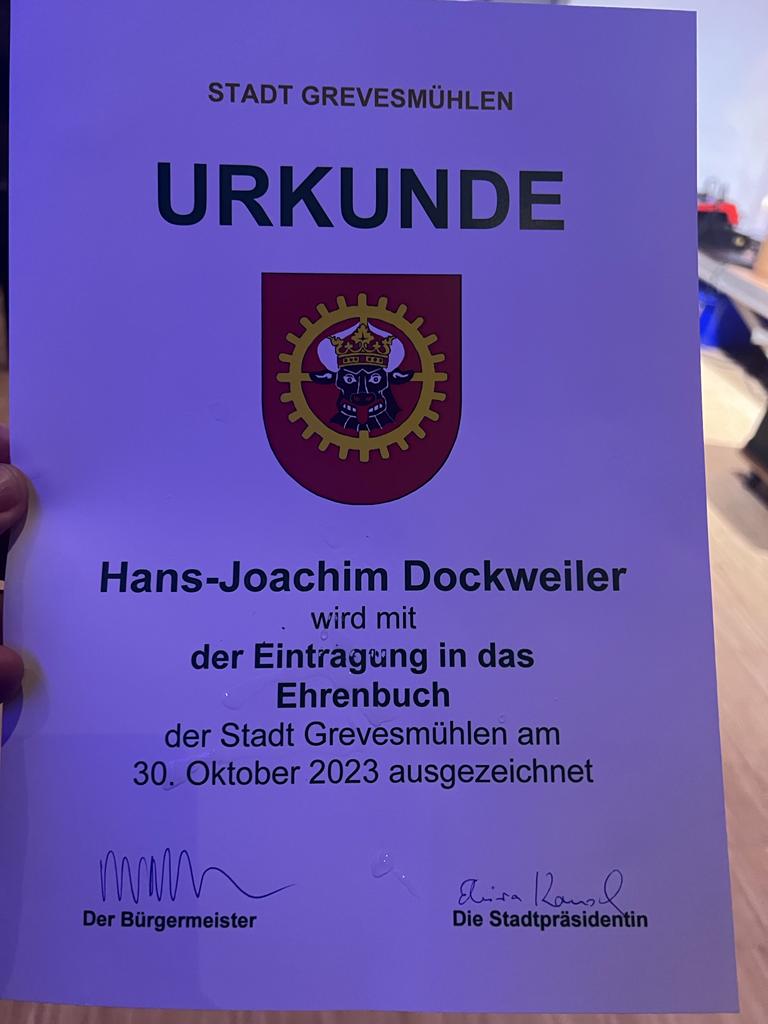 STADT GREVESMÜHLEN
URKUNDE
Hans-Joachim Dockweiler
wird mit
der Eintragung in das
Ehrenbuch
der Stadt Grevesmühlen am
30. Oktober 2023 ausgezeichnet
Der Bürgermeister
Die Stadtpräsidentin